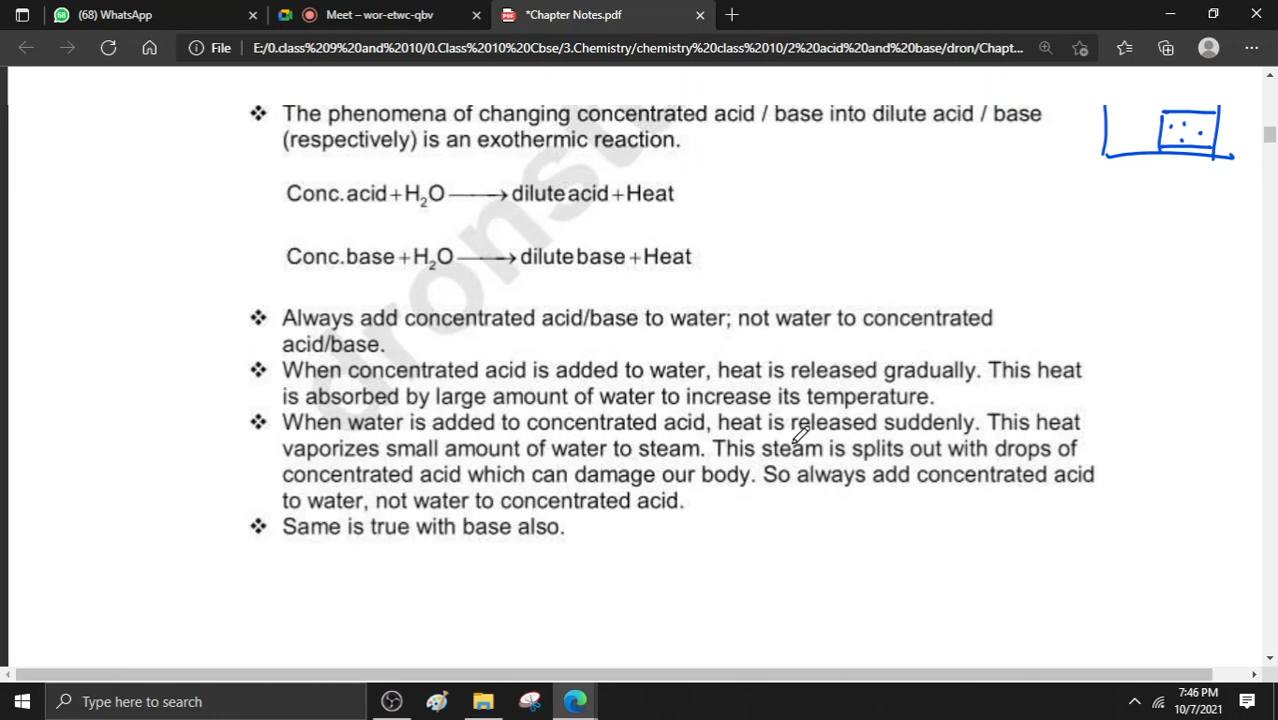 (68) WhatsApp
Meet – wor-etwc-qbv
*Chapter Notes.pdf
File
E:/0.class%209%20and%2010/0.Class%2010%20Cbse/3.Chemistry/chemistry%20class%2010/2%20acid%20and%20base/dron/Chapt...
The phenomena of changing concentrated acid / base into dilute acid / base
(respectively) is an exothermic reaction.
Conc.acid+H₂O⟶dilute acid+Heat
Conc.base+H₂O⟶dilute base+Heat
Always add concentrated acid/base to water; not water to concentrated
acid/base.
When concentrated acid is added to water, heat is released gradually. This heat
is absorbed by large amount of water to increase its temperature.
When water is added to concentrated acid, heat is released suddenly. This heat
vaporizes small amount of water to steam. This steam is splits out with drops of
concentrated acid which can damage our body. So always add concentrated acid
to water, not water to concentrated acid.
Same is true with base also.
Type here to search
7:46 PM
10/7/2021